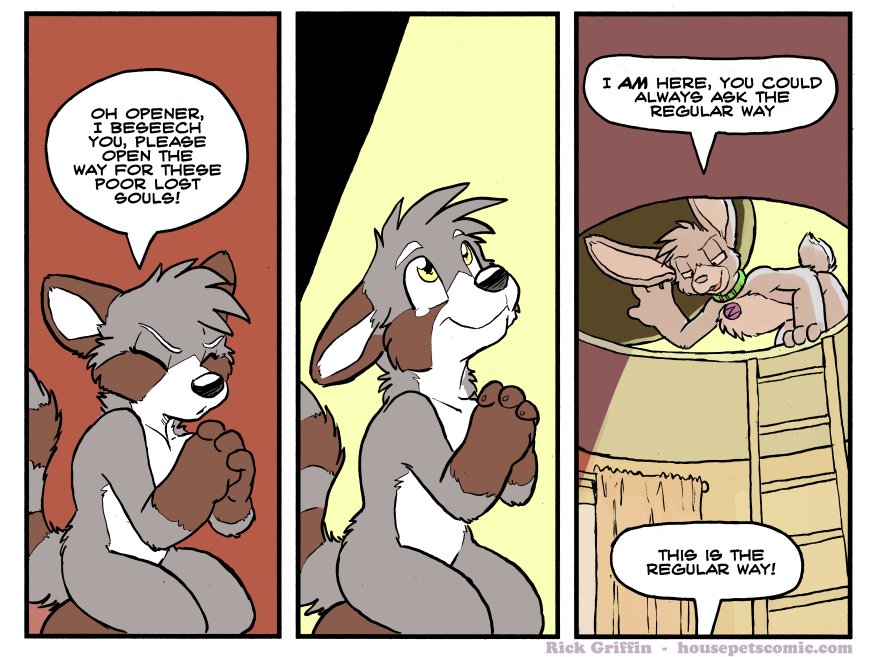 OH OPENER,
I BESEECH
YOU, PLEASE
OPEN THE
WAY FOR THESE
POOR LOST
SOULS!
I AM HERE, YOU COULD
ALWAYS ASK THE
REGULAR WAY
THIS IS THE
REGULAR WAY!
Rick Griffin - housepetscomic.com